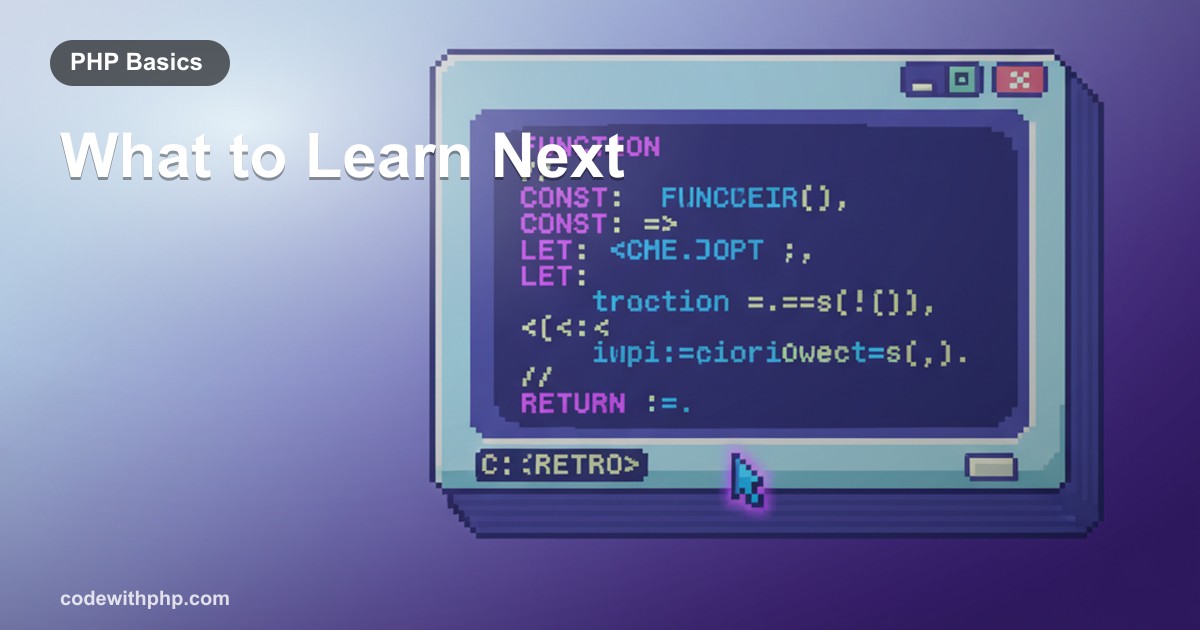 PHP Basics
What to Learn Next
FUNCTION
CONST: FUNCCEIR(),
CONST: =>
LET: <CHE.JOPT ;,
LET:
traction =.==s(!()),
<(<:<
iwpi:=cioriOwect=s(,).
//
RETURN :=.
C:<RETRO>
codewithphp.com